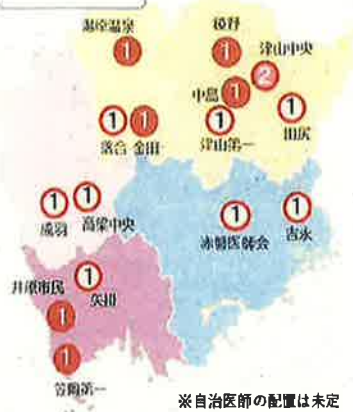 湯原温泉
1
鏡野
1
津山中央
2
中島
1
落合
1
金田
1
津山第一
1
田尻
1
成羽
1
高梁中央
1
赤磐医師会
1
吉永
1
井原市民
1
矢掛
1
笠岡第一
1
※自治医師の配置は未定